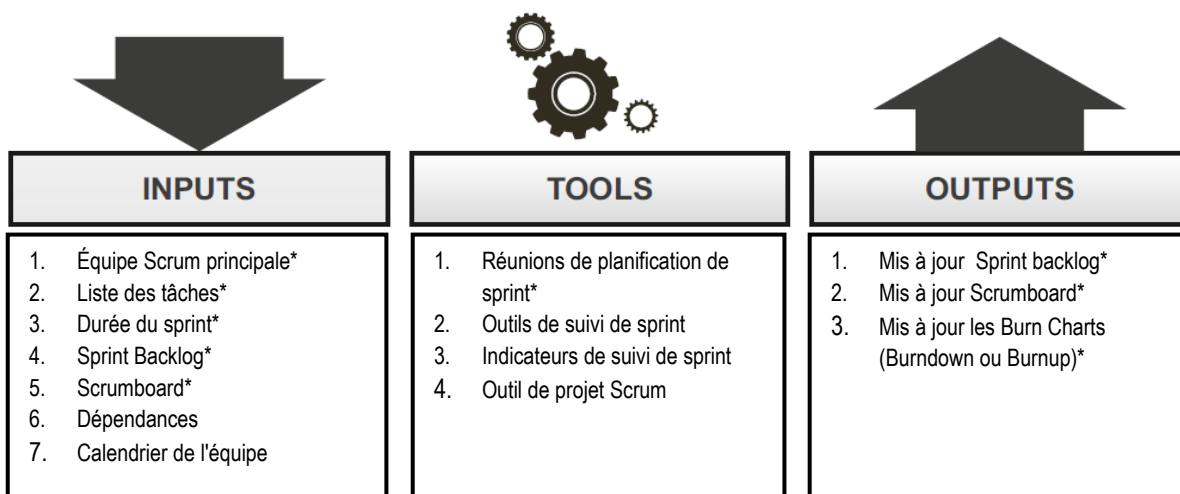 INPUTS
1. Équipe Scrum principale*
2. Liste des tâches*
3. Durée du sprint*
4. Sprint Backlog*
5. Scrumboard*
6. Dépendances
7. Calendrier de l'équipe
TOOLS
1. Réunions de planification de
sprint*
2. Outils de suivi de sprint
3. Indicateurs de suivi de sprint
4. Outil de projet Scrum
OUTPUTS
1. Mis à jour Sprint backlog*
2. Mis à jour Scrumboard*
3. Mis à jour les Burn Charts
(Burndown ou Burnup)*